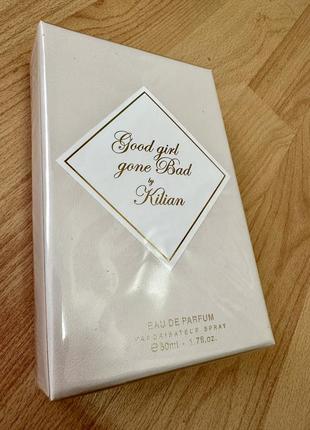 Good girl
gone Bad
by
Kilian
EAU DE PARFUM
VAPORISATEUR SPRAY
℮50ml - 1.7fl.oz.